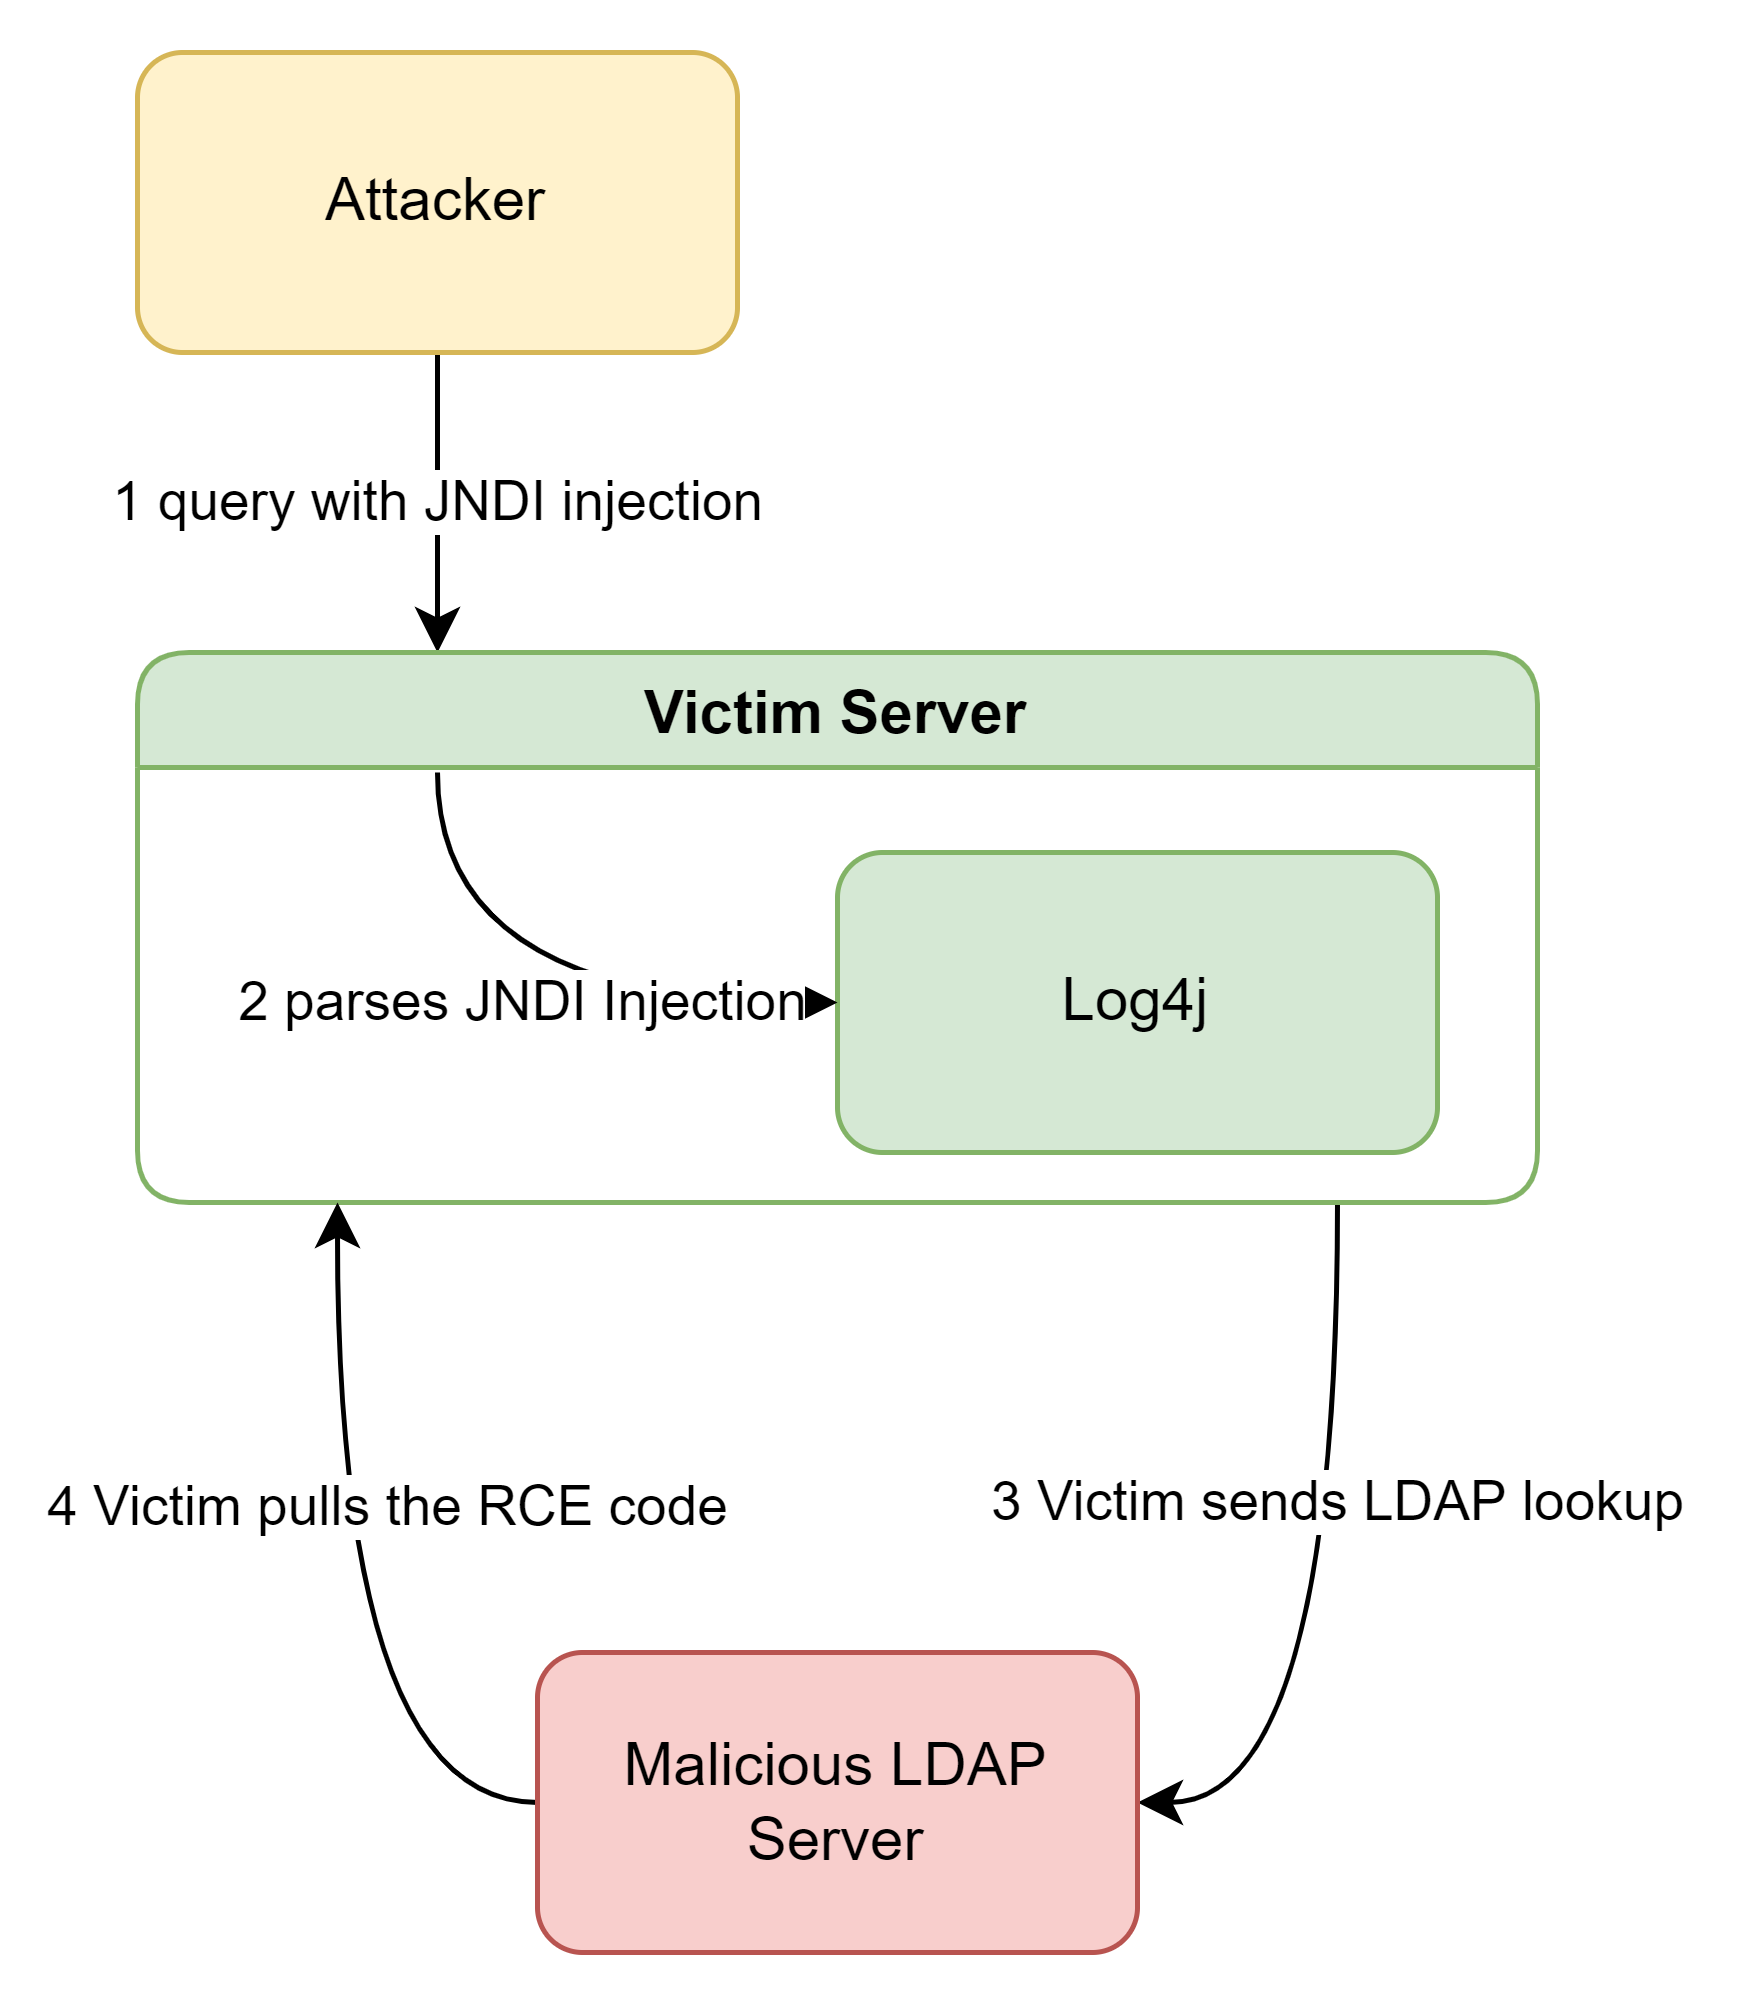 Attacker
1 query with JNDI injection
Victim Server
2 parses JNDI Injection
Log4j
4 Victim pulls the RCE code
3 Victim sends LDAP lookup
Malicious LDAP
Server